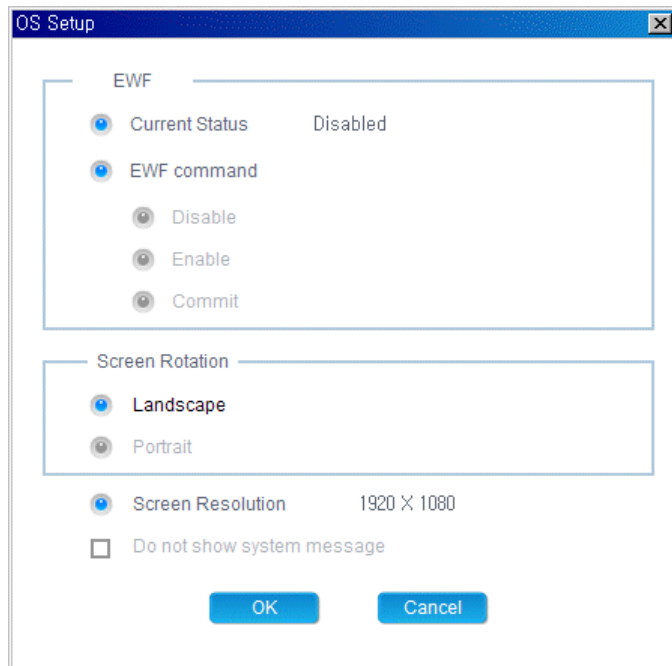 OS Setup
EWF
Current Status Disabled
EWF command
Disable
Enable
Commit
Screen Rotation
Landscape
Portrait
Screen Resolution 1920 X 1080
Do not show system message
OK Cancel